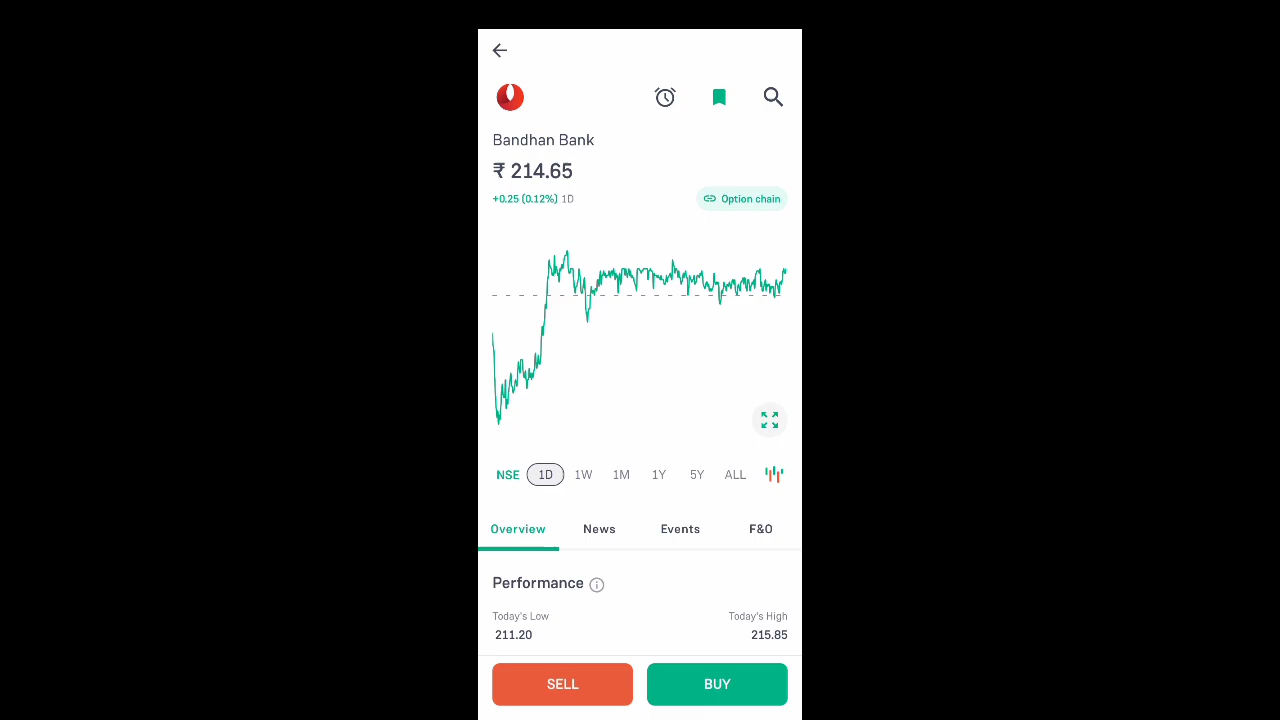 Bandhan Bank
₹ 214.65
+0.25 (0.12%) 1D
Option chain
NSE 1D 1W 1M 1Y 5Y ALL
Overview News Events F&O
Performance
Today's Low Today's High
211.20 215.85
SELL BUY